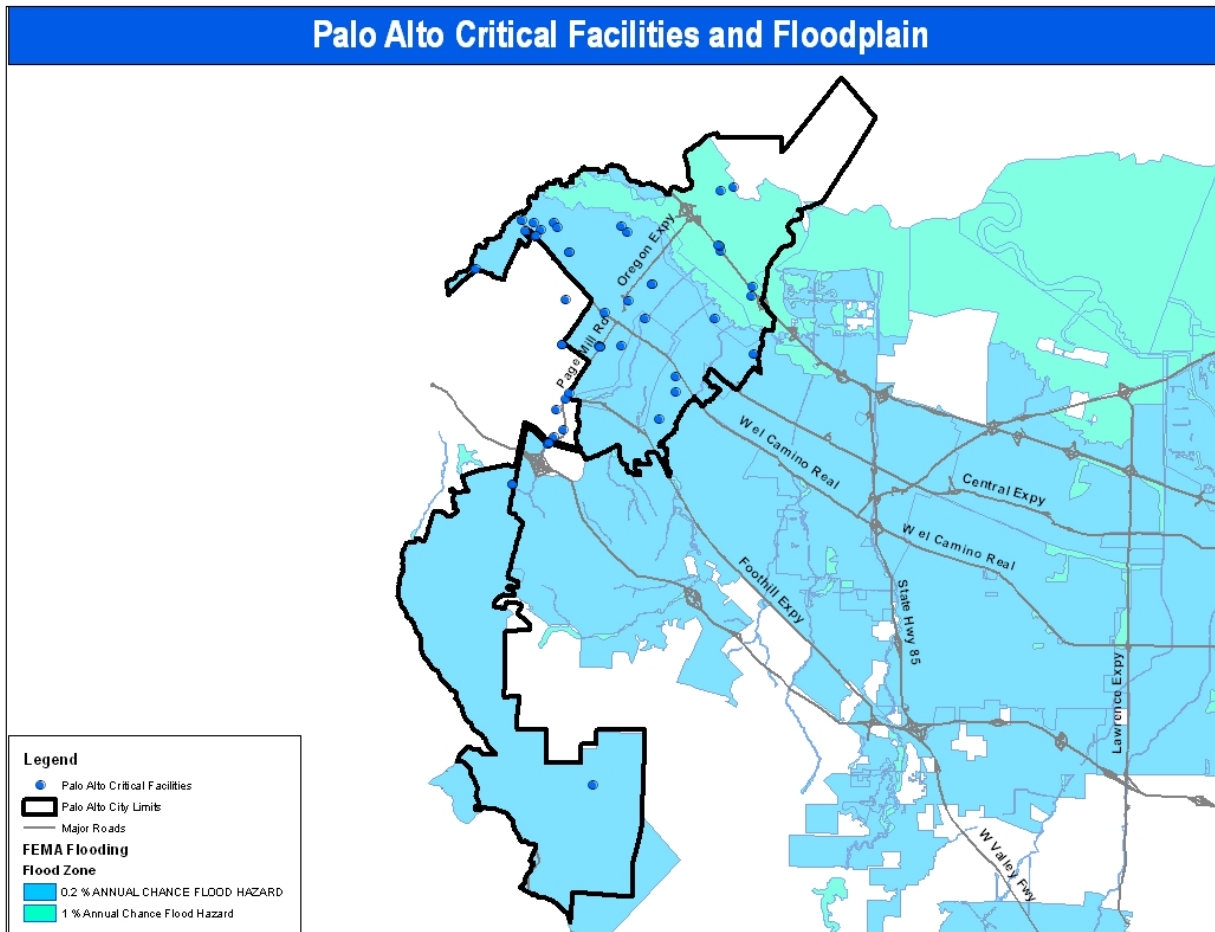 Palo Alto Critical Facilities and Floodplain
Oregon Expy
Page Mill Rd
W el Camino Real
Central Expy
W el Camino Real
Foothill Expy
State Hwy 85
Lawrence Expy
W Valley Fwy
Legend
Palo Alto Critical Facilities
Palo Alto City Limits
Major Roads
FEMA Flooding
Flood Zone
0.2 % ANNUAL CHANCE FLOOD HAZARD
1 % Annual Chance Flood Hazard